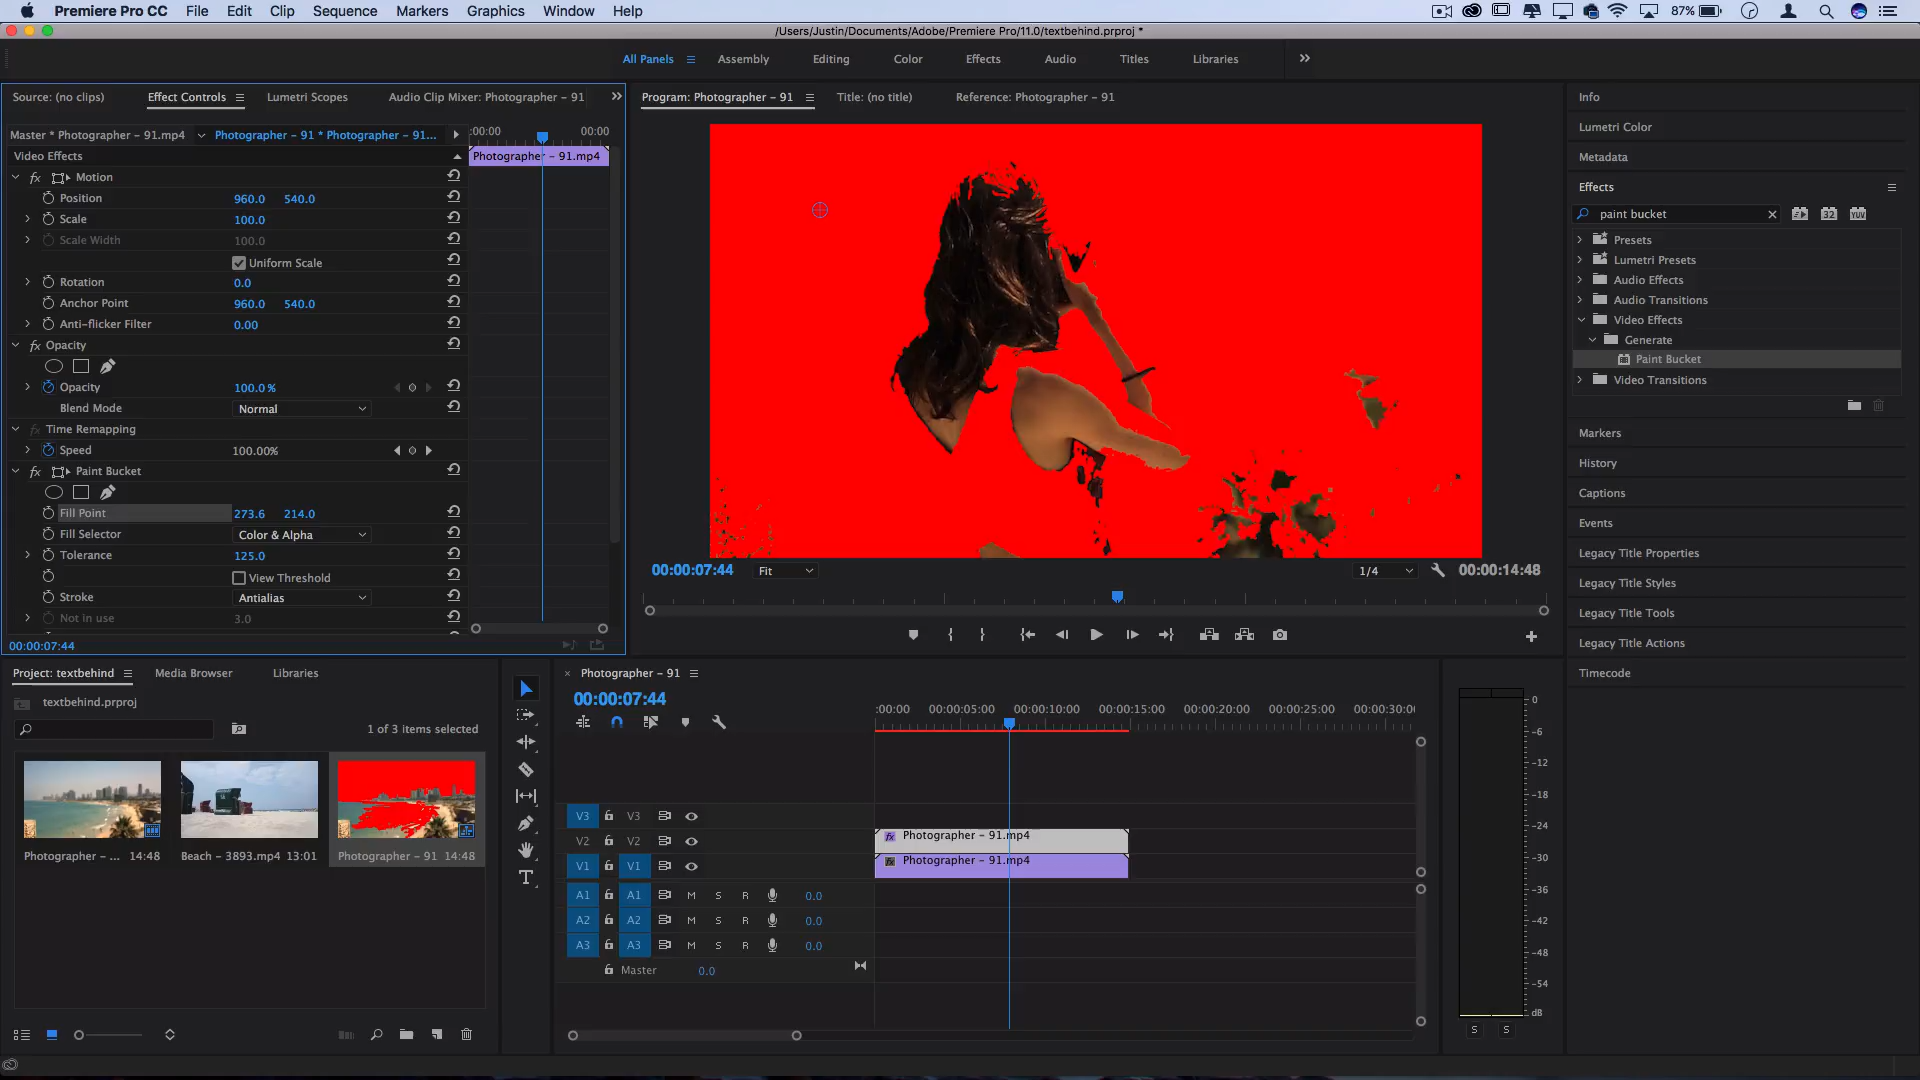 Premiere Pro CC File Edit Clip Sequence Markers Graphics Window Help 87%
/Users/Justin/Documents/Adobe/Premiere Pro/11.0/textbehind.prproj *
All Panels Assembly Editing Color Effects Audio Titles Libraries
Source: (no clips) Effect Controls Lumetri Scopes Audio Clip Mixer: Photographer - 91
Master * Photographer - 91.mp4 Photographer - 91 * Photographer - 91...
:00:00 00:00
Video Effects
Photographer - 91.mp4
fx Motion
Position 960.0 540.0
Scale 100.0
Scale Width 100.0
Uniform Scale
Rotation 0.0
Anchor Point 960.0 540.0
Anti-flicker Filter 0.00
fx Opacity
Opacity 100.0 %
Blend Mode Normal
fx Time Remapping
Speed 100.00%
fx Paint Bucket
Fill Point 273.6 214.0
Fill Selector Color & Alpha
Tolerance 125.0
View Threshold
Stroke Antialias
Not in use 3.0
00:00:07:44
Program: Photographer - 91 Title: (no title) Reference: Photographer - 91
00:00:07:44 Fit 1/4 00:00:14:48
Info
Lumetri Color
Metadata
Effects
paint bucket 32 YUV
Presets
Lumetri Presets
Audio Effects
Audio Transitions
Video Effects
Generate
Paint Bucket
Video Transitions
Markers
History
Captions
Events
Legacy Title Properties
Legacy Title Styles
Legacy Title Tools
Legacy Title Actions
Timecode
Project: textbehind Media Browser Libraries
textbehind.prproj
1 of 3 items selected
Photographer - ... 14:48 Beach - 3893.mp4 13:01 Photographer - 91 14:48
× Photographer - 91
00:00:07:44
:00:00 00:00:05:00 00:00:10:00 00:00:15:00 00:00:20:00 00:00:25:00 00:00:30:0
V3 V3
V2 V2 fx Photographer - 91.mp4
V1 V1 fx Photographer - 91.mp4
A1 A1 M S R 0.0
A2 A2 M S R 0.0
A3 A3 M S R 0.0
Master 0.0
0
-6
-12
-18
-24
-30
-36
-42
-48
-54
dB
S S